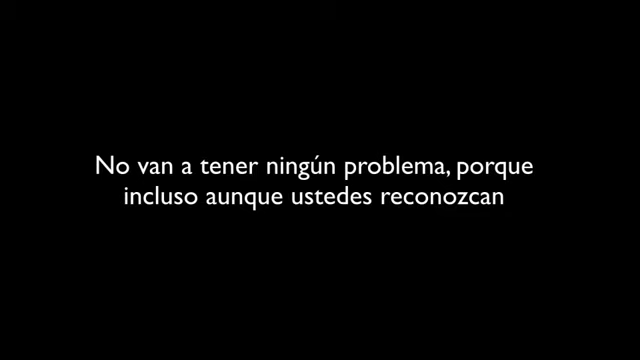 No van a tener ningún problema, porque
incluso aunque ustedes reconozcan